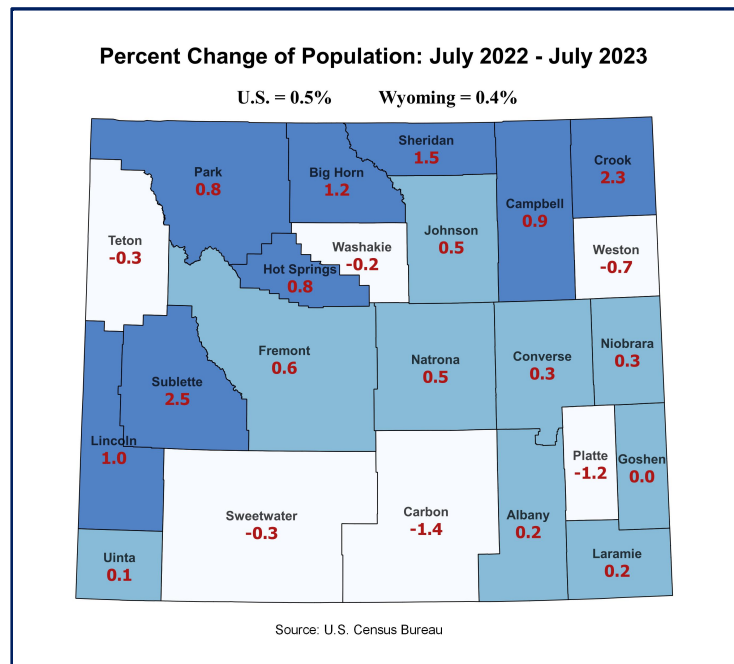 Percent Change of Population: July 2022 - July 2023
U.S. = 0.5% Wyoming = 0.4%
Sheridan
1.5
Park
0.8
Big Horn
1.2
Crook
2.3
Campbell
0.9
Johnson
0.5
Teton
-0.3
Washakie
-0.2
Weston
-0.7
Hot Springs
0.8
Fremont
0.6
Natrona
0.5
Converse
0.3
Niobrara
0.3
Sublette
2.5
Lincoln
1.0
Platte
-1.2
Goshen
0.0
Sweetwater
-0.3
Carbon
-1.4
Albany
0.2
Uinta
0.1
Laramie
0.2
Source: U.S. Census Bureau